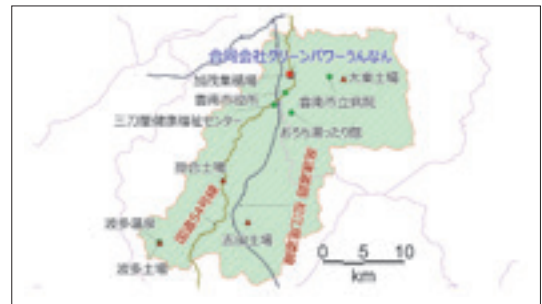 合同会社グリーンパワーうんなん
加茂集積場
大東土場
雲南市役所
雲南市立病院
三刀屋健康福祉センター
おろち湯ったり館
掛合土場
国道54号線
波多温泉
波多土場
0 5 10
km